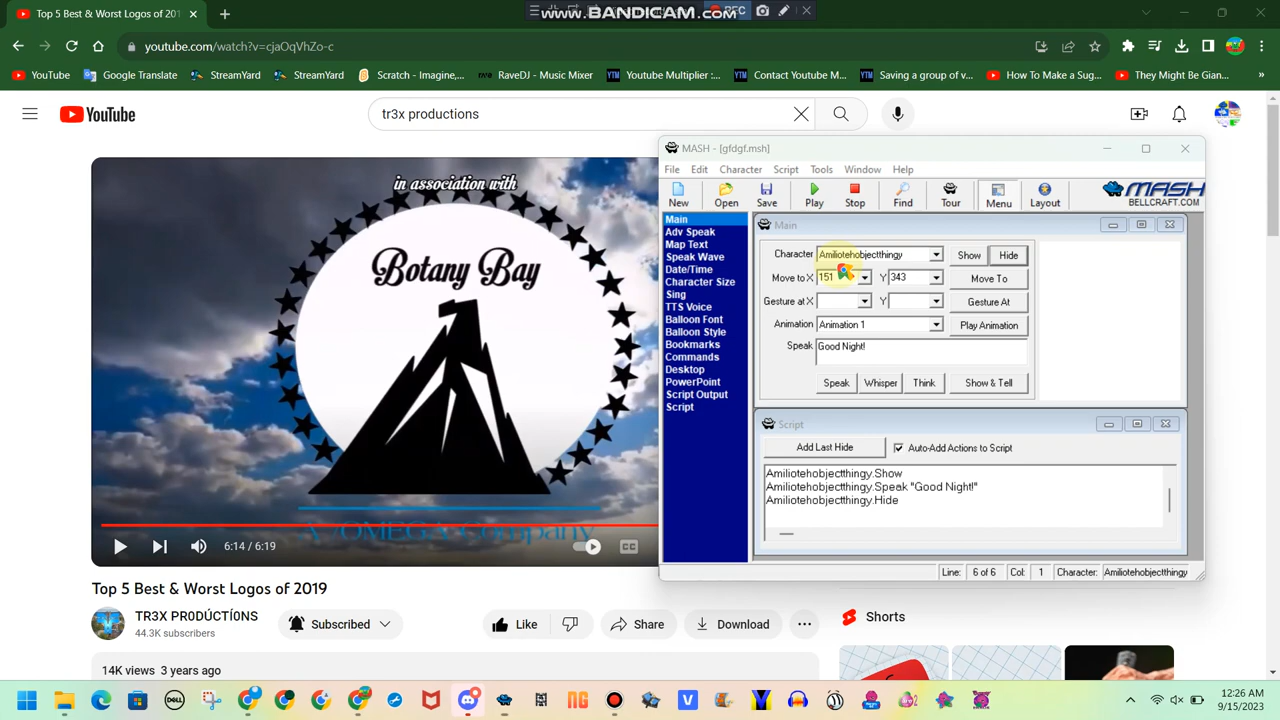 Top 5 Best & Worst Logos of 2019
WWW.BANDICAM.COM
REC
youtube.com/watch?v=cjaOqVhZo-c
YouTube
Google Translate
StreamYard
StreamYard
Scratch - Imagine,...
RaveDJ - Music Mixer
Youtube Multiplier :...
Contact Youtube M...
Saving a group of v...
How To Make a Sug...
They Might Be Gian...
»
YouTube
tr3x productions
in association with
Botany Bay
6:14 / 6:19
CC
Top 5 Best & Worst Logos of 2019
TR3X PR0DÚCTÍ0NS
44.3K subscribers
Subscribed
Like
Share
Download
14K views 3 years ago
Shorts
MASH - [gfdgf.msh]
File Edit Character Script Tools Window Help
New Open Save Play Stop Find Tour Menu Layout
MASH
BELLCRAFT.COM
Main
Adv Speak
Map Text
Speak Wave
Date/Time
Character Size
Sing
TTS Voice
Balloon Font
Balloon Style
Bookmarks
Commands
Desktop
PowerPoint
Script Output
Script
Main
Character Amiliotehobjectthingy Show Hide
Move to X 151 Y 343 Move To
Gesture at X Y Gesture At
Animation Animation 1 Play Animation
Speak Good Night!
Speak Whisper Think Show & Tell
Script
Add Last Hide Auto-Add Actions to Script
Amiliotehobjectthingy.Show
Amiliotehobjectthingy.Speak "Good Night!"
Amiliotehobjectthingy.Hide
Line: 6 of 6 Col: 1 Character: Amiliotehobjectthingy
DELL
NG
V
12:26 AM
9/15/2023